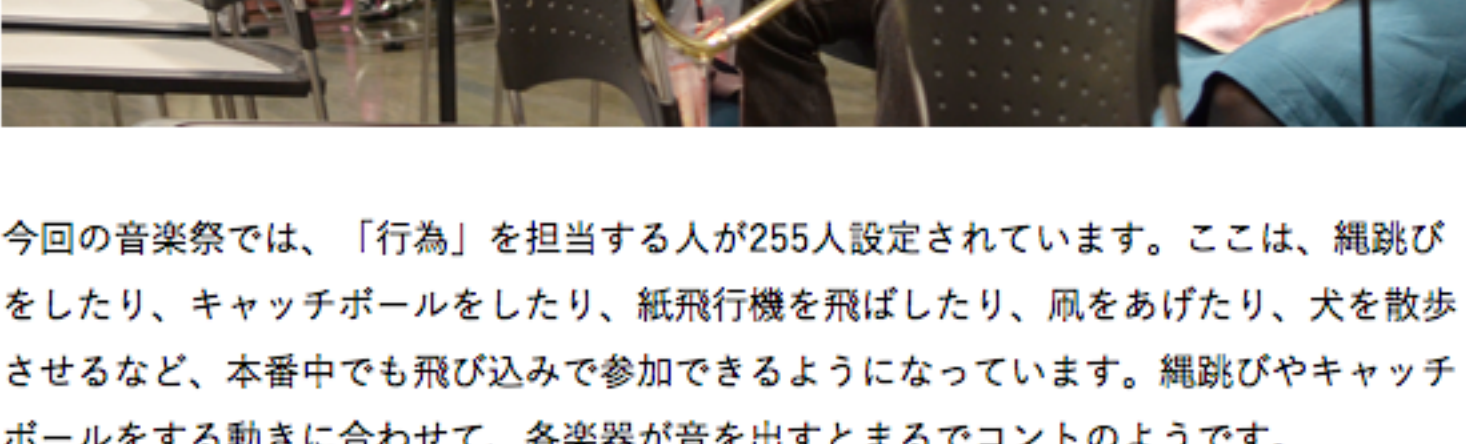 今回の音楽祭では、「行為」を担当する人が255人設定されています。ここは、縄跳び
をしたり、キャッチボールをしたり、紙飛行機を飛ばしたり、凧をあげたり、犬を散歩
させるなど、本番中でも飛び込みで参加できるようになっています。縄跳びやキャッチ
ボールをする動きに合わせて、各楽器が音を出すとまるでコントのようです。